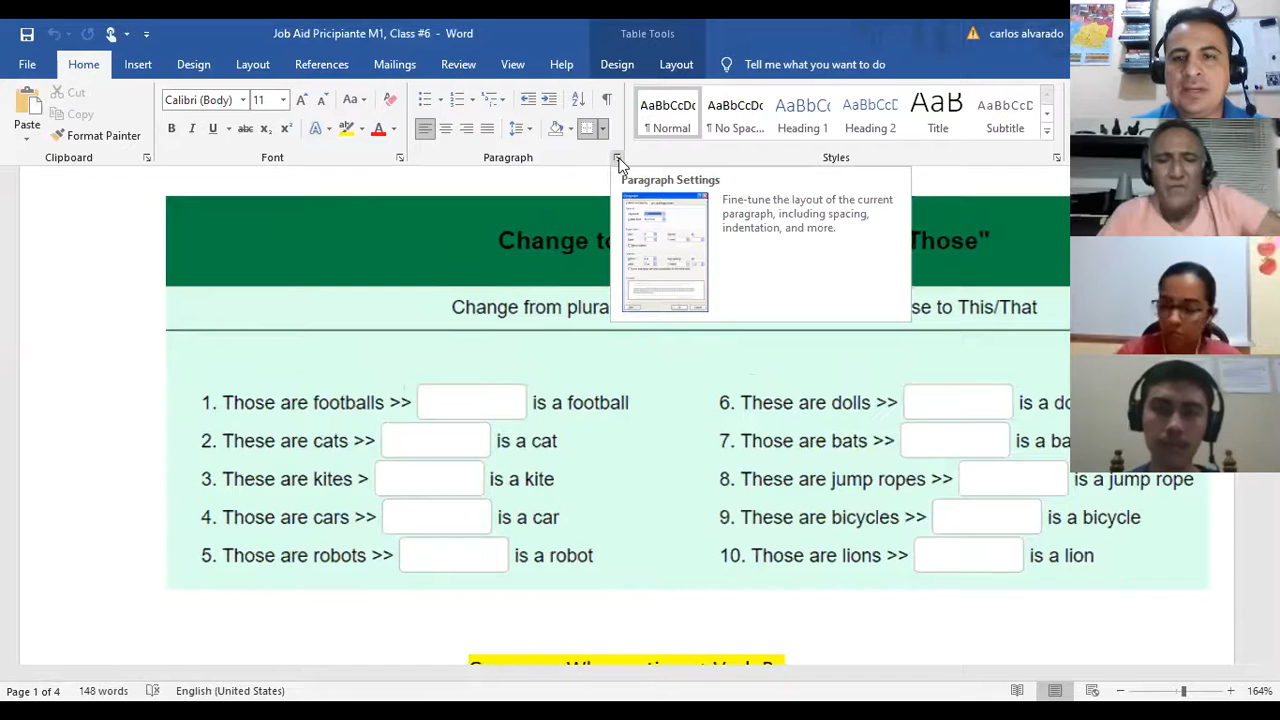 Job Aid Pricipiante M1, Class #6 - Word
Table Tools
carlos alvarado
File Home Insert Design Layout References Mailings Review View Help Design Layout Tell me what you want to do
Paste
Cut
Copy
Format Painter
Clipboard
Calibri (Body) 11
Font
Paragraph
AaBbCcDc AaBbCcDc AaBbCc AaBbCcD AaB AaBbCcD
¶ Normal ¶ No Spac... Heading 1 Heading 2 Title Subtitle
Styles
Paragraph Settings
Fine-tune the layout of the current
paragraph, including spacing,
indentation, and more.
Change to Those"
Change from se to This/That
1. Those are footballs >> is a football
2. These are cats >> is a cat
3. These are kites > is a kite
4. Those are cars >> is a car
5. Those are robots >> is a robot
6. These are dolls >> is a do
7. Those are bats >> is a ba
8. These are jump ropes >> is a jump rope
9. These are bicycles >> is a bicycle
10. Those are lions >> is a lion
Page 1 of 4 148 words English (United States) 164%